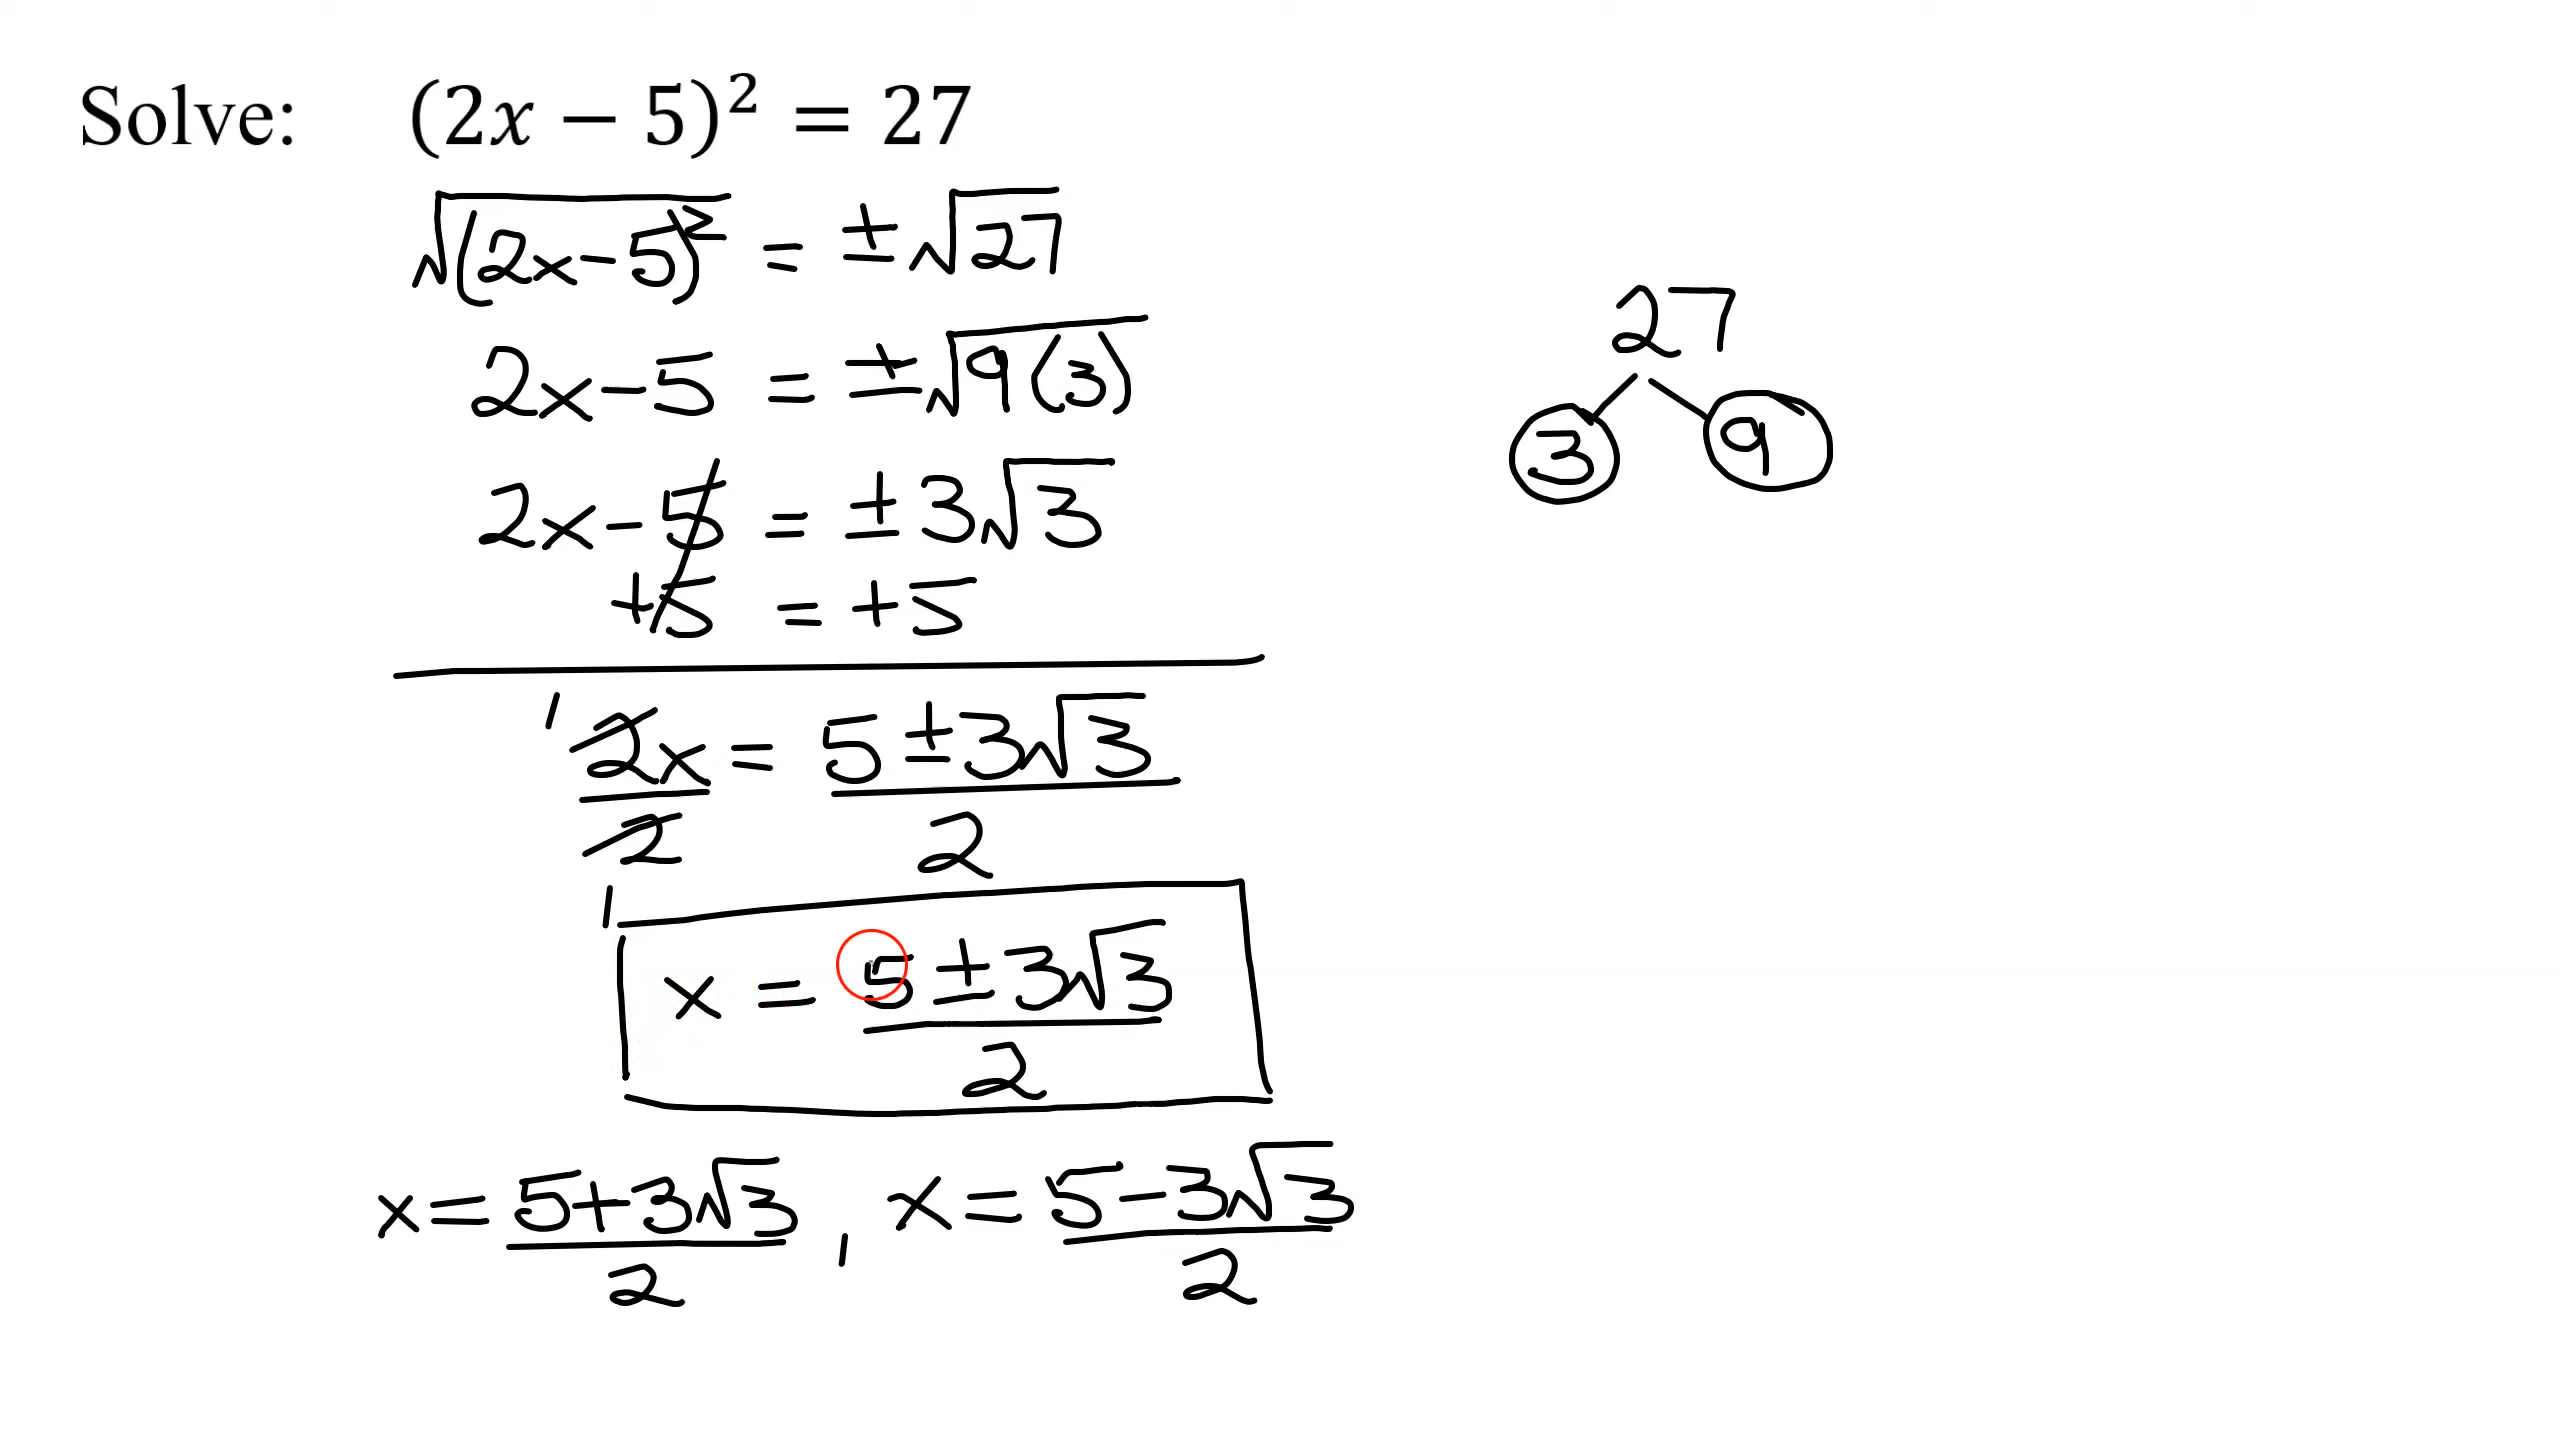 Solve: (2x − 5)² = 27
√(2x−5)² = ±√27
27
2x−5 = ±√9(3)
3 9
2x−5 = ±3√3
+5 = +5
1
2x/2 = 5±3√3/2
1
x = 5±3√3/2
x = 5+3√3/2 , x = 5−3√3/2